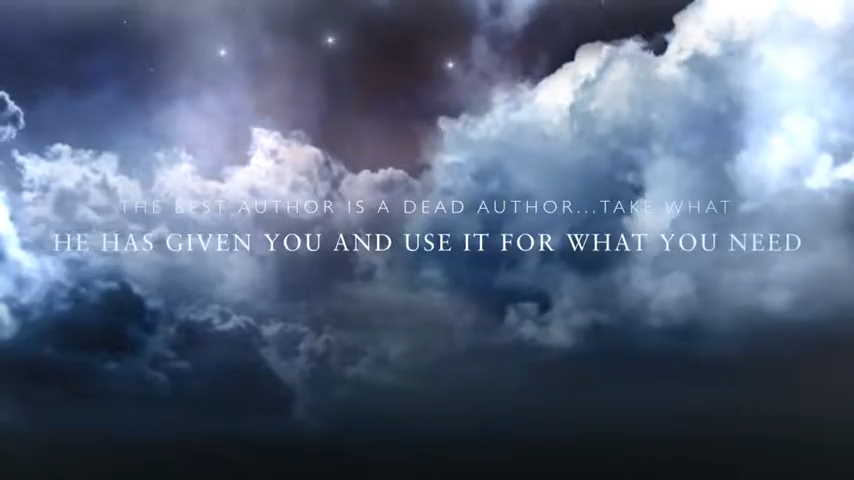 THE BEST AUTHOR IS A DEAD AUTHOR...TAKE WHAT
HE HAS GIVEN YOU AND USE IT FOR WHAT YOU NEED